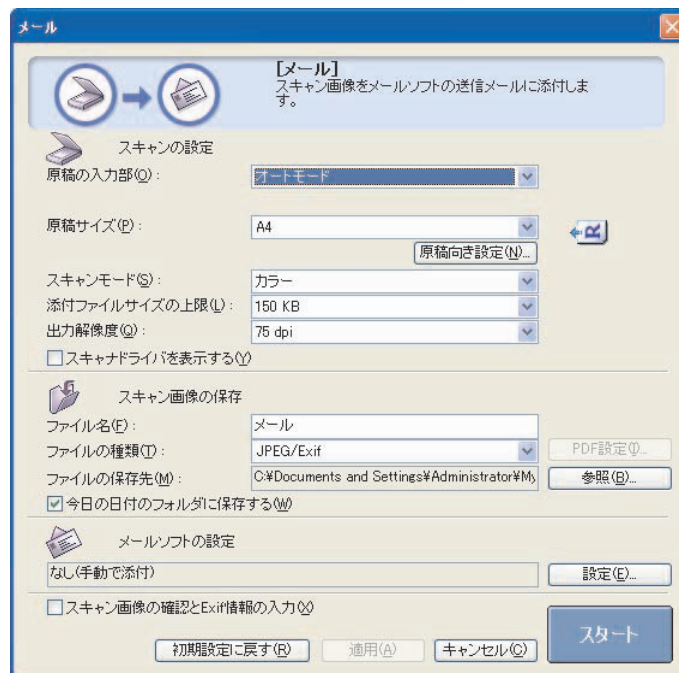 メール
[メール]
スキャン画像をメールソフトの送信メールに添付しま
す。
スキャンの設定
原稿の入力部(O)： オートモード
原稿サイズ(P)： A4
R
原稿向き設定(N)...
スキャンモード(S)： カラー
添付ファイルサイズの上限(L)： 150 KB
出力解像度(Q)： 75 dpi
スキャナドライバを表示する(Y)
スキャン画像の保存
ファイル名(F)： メール
ファイルの種類(T)： JPEG/Exif PDF設定(I)...
ファイルの保存先(M)： C:¥Documents and Settings¥Administrator¥My 参照(B)...
今日の日付のフォルダに保存する(W)
メールソフトの設定
なし(手動で添付) 設定(E)...
スキャン画像の確認とExif情報の入力(X)
スタート
初期設定に戻す(R) 適用(A) キャンセル(C)